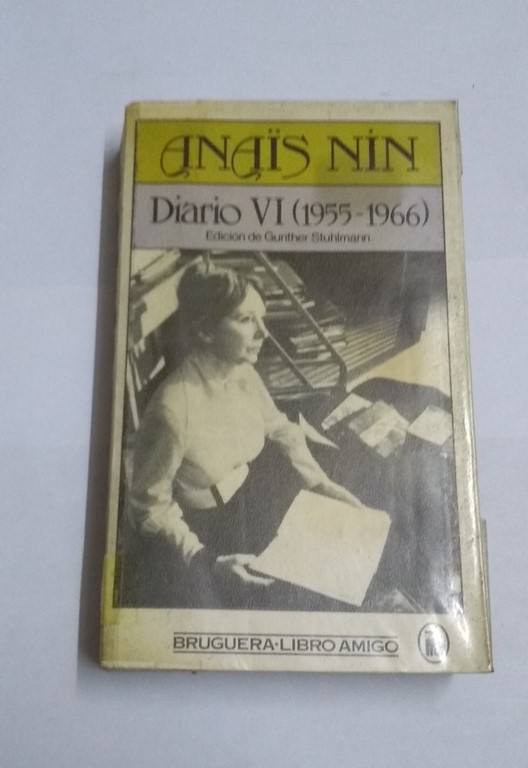 ANAÏS NIN
Diario VI (1955-1966)
Edición de Gunther Stuhlmann
BRUGUERA·LIBRO AMIGO